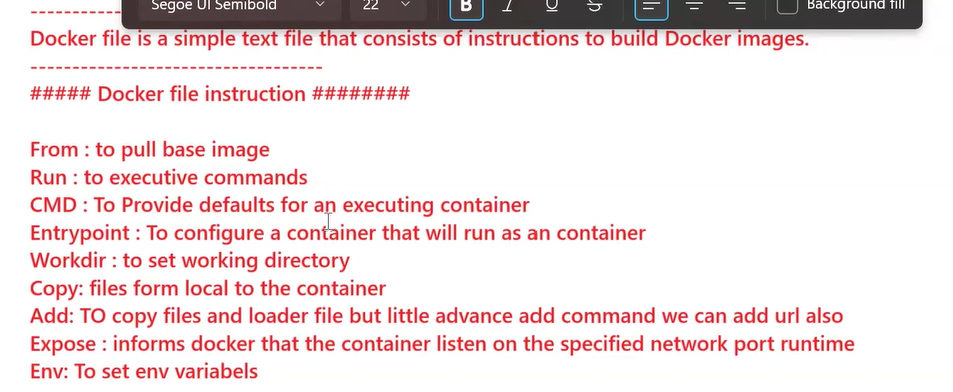 Segoe UI Semibold 22 B I U S Background fill
----------
Docker file is a simple text file that consists of instructions to build Docker images.
-----------------------------------
##### Docker file instruction ########
From : to pull base image
Run : to executive commands
CMD : To Provide defaults for an executing container
Entrypoint : To configure a container that will run as an container
Workdir : to set working directory
Copy: files form local to the container
Add: TO copy files and loader file but little advance add command we can add url also
Expose : informs docker that the container listen on the specified network port runtime
Env: To set env variabels